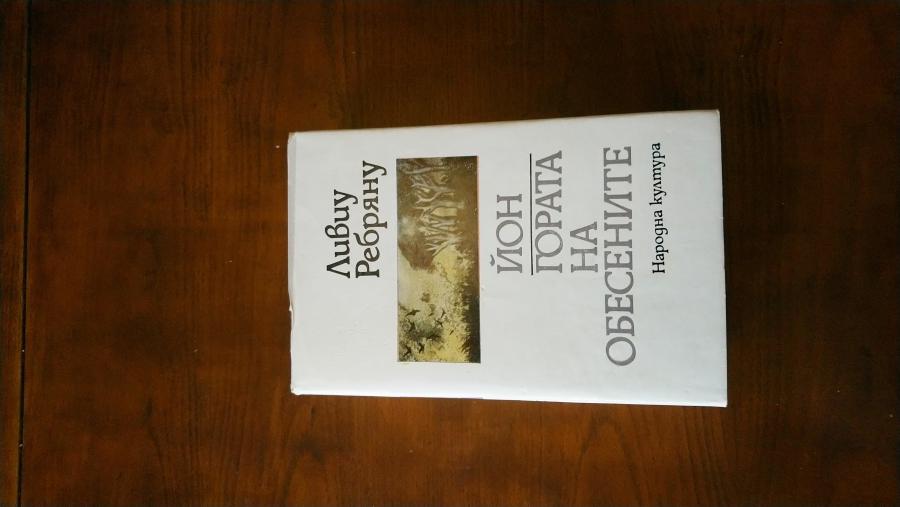 Ливиу
Ребряну
ЙОН
ГОРАТА
НА
ОБЕСЕНИТЕ
Народна култура